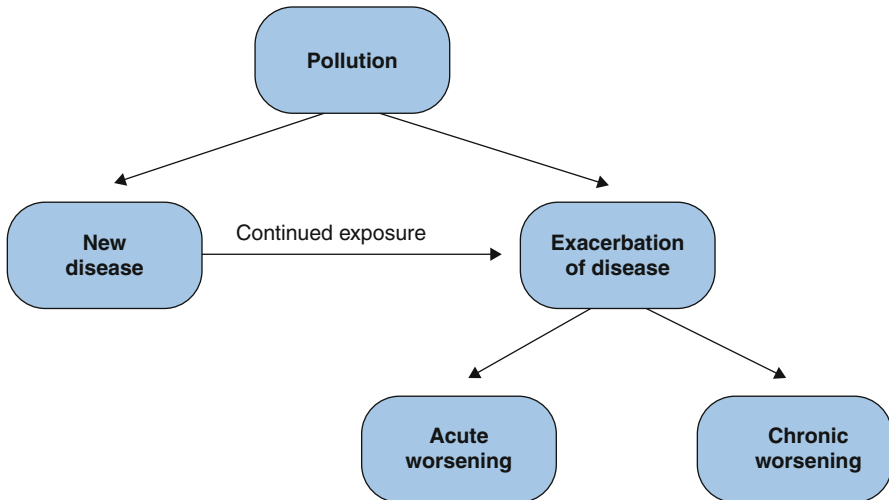 Pollution
New
disease
Continued exposure
Exacerbation
of disease
Acute
worsening
Chronic
worsening